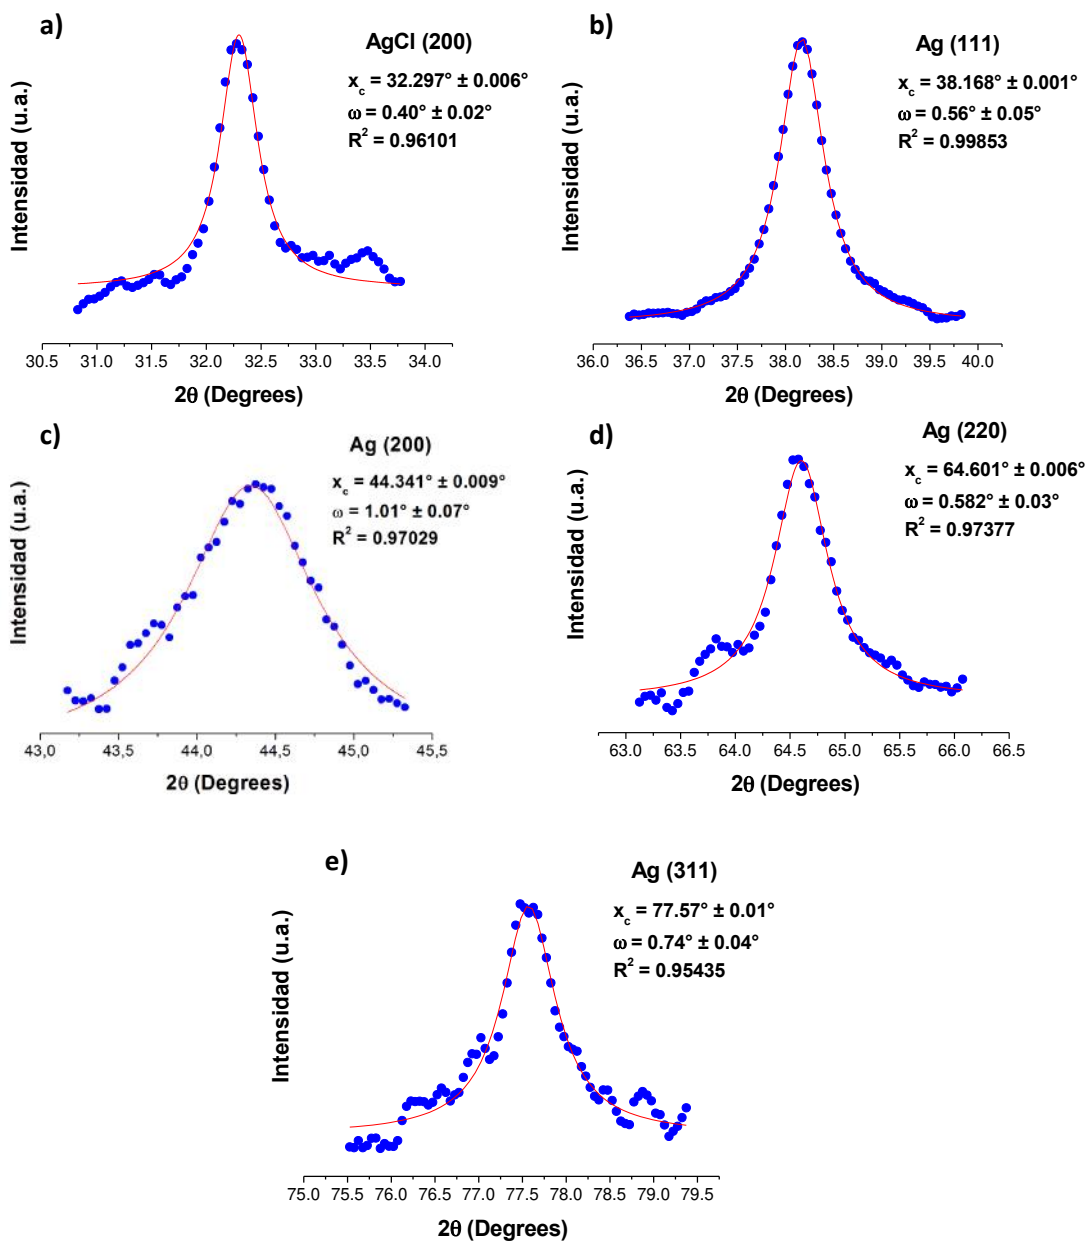 a)
AgCl (200)
x_c = 32.297° ± 0.006°
ω = 0.40° ± 0.02°
R² = 0.96101
Intensidad (u.a.)
30.5 31.0 31.5 32.0 32.5 33.0 33.5 34.0
2θ (Degrees)
b)
Ag (111)
x_c = 38.168° ± 0.001°
ω = 0.56° ± 0.05°
R² = 0.99853
Intensidad (u.a.)
36.0 36.5 37.0 37.5 38.0 38.5 39.0 39.5 40.0
2θ (Degrees)
c)
Ag (200)
x_c = 44.341° ± 0.009°
ω = 1.01° ± 0.07°
R² = 0.97029
Intensidad (u.a.)
43,0 43,5 44,0 44,5 45,0 45,5
2θ (Degrees)
d)
Ag (220)
x_c = 64.601° ± 0.006°
ω = 0.582° ± 0.03°
R² = 0.97377
Intensidad (u.a.)
63.0 63.5 64.0 64.5 65.0 65.5 66.0 66.5
2θ (Degrees)
e)
Ag (311)
x_c = 77.57° ± 0.01°
ω = 0.74° ± 0.04°
R² = 0.95435
Intensidad (u.a.)
75.0 75.5 76.0 76.5 77.0 77.5 78.0 78.5 79.0 79.5
2θ (Degrees)